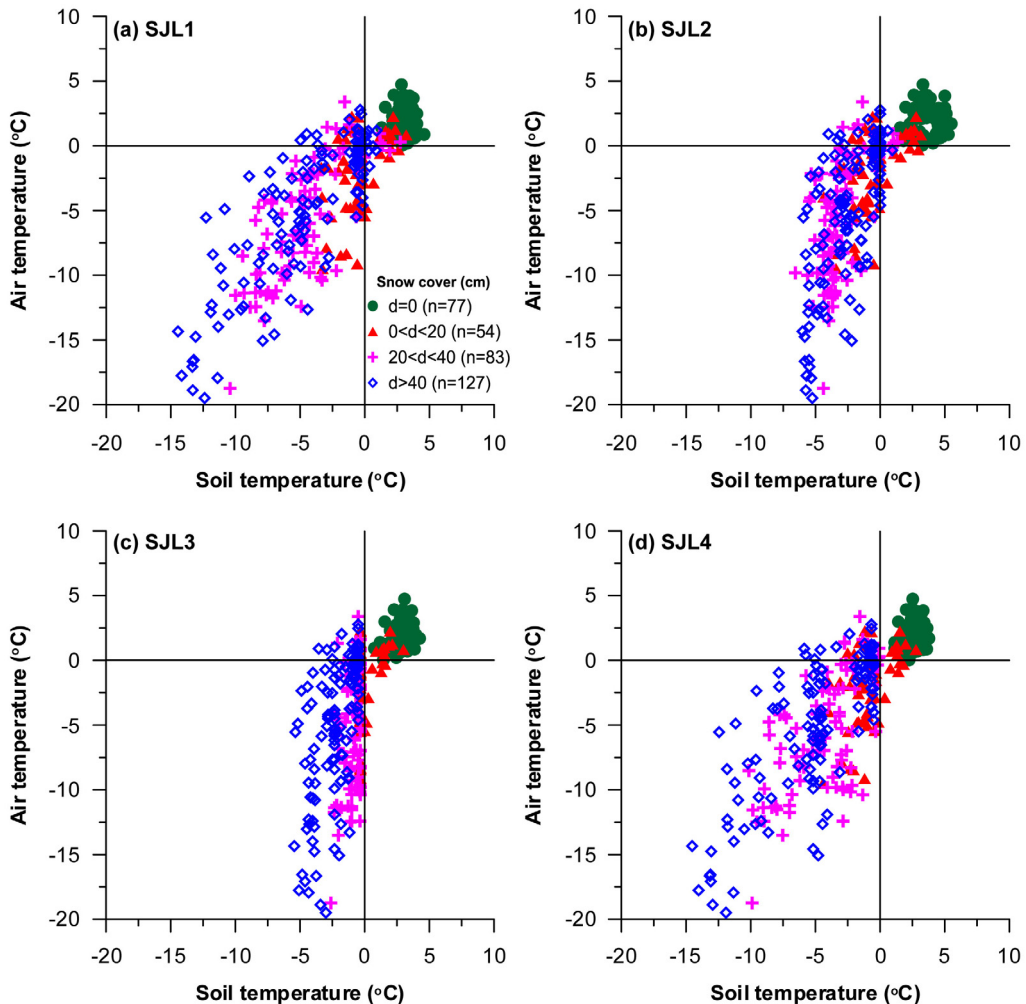 (a) SJL1
Air temperature (°C)
10
5
0
-5
-10
-15
-20
Snow cover (cm)
d=0 (n=77)
0<d<20 (n=54)
20<d<40 (n=83)
d>40 (n=127)
-20 -15 -10 -5 0 5 10
Soil temperature (°C)
(b) SJL2
Air temperature (°C)
10
5
0
-5
-10
-15
-20
-20 -15 -10 -5 0 5 10
Soil temperature (°C)
(c) SJL3
Air temperature (°C)
10
5
0
-5
-10
-15
-20
-20 -15 -10 -5 0 5 10
Soil temperature (°C)
(d) SJL4
Air temperature (°C)
10
5
0
-5
-10
-15
-20
-20 -15 -10 -5 0 5 10
Soil temperature (°C)